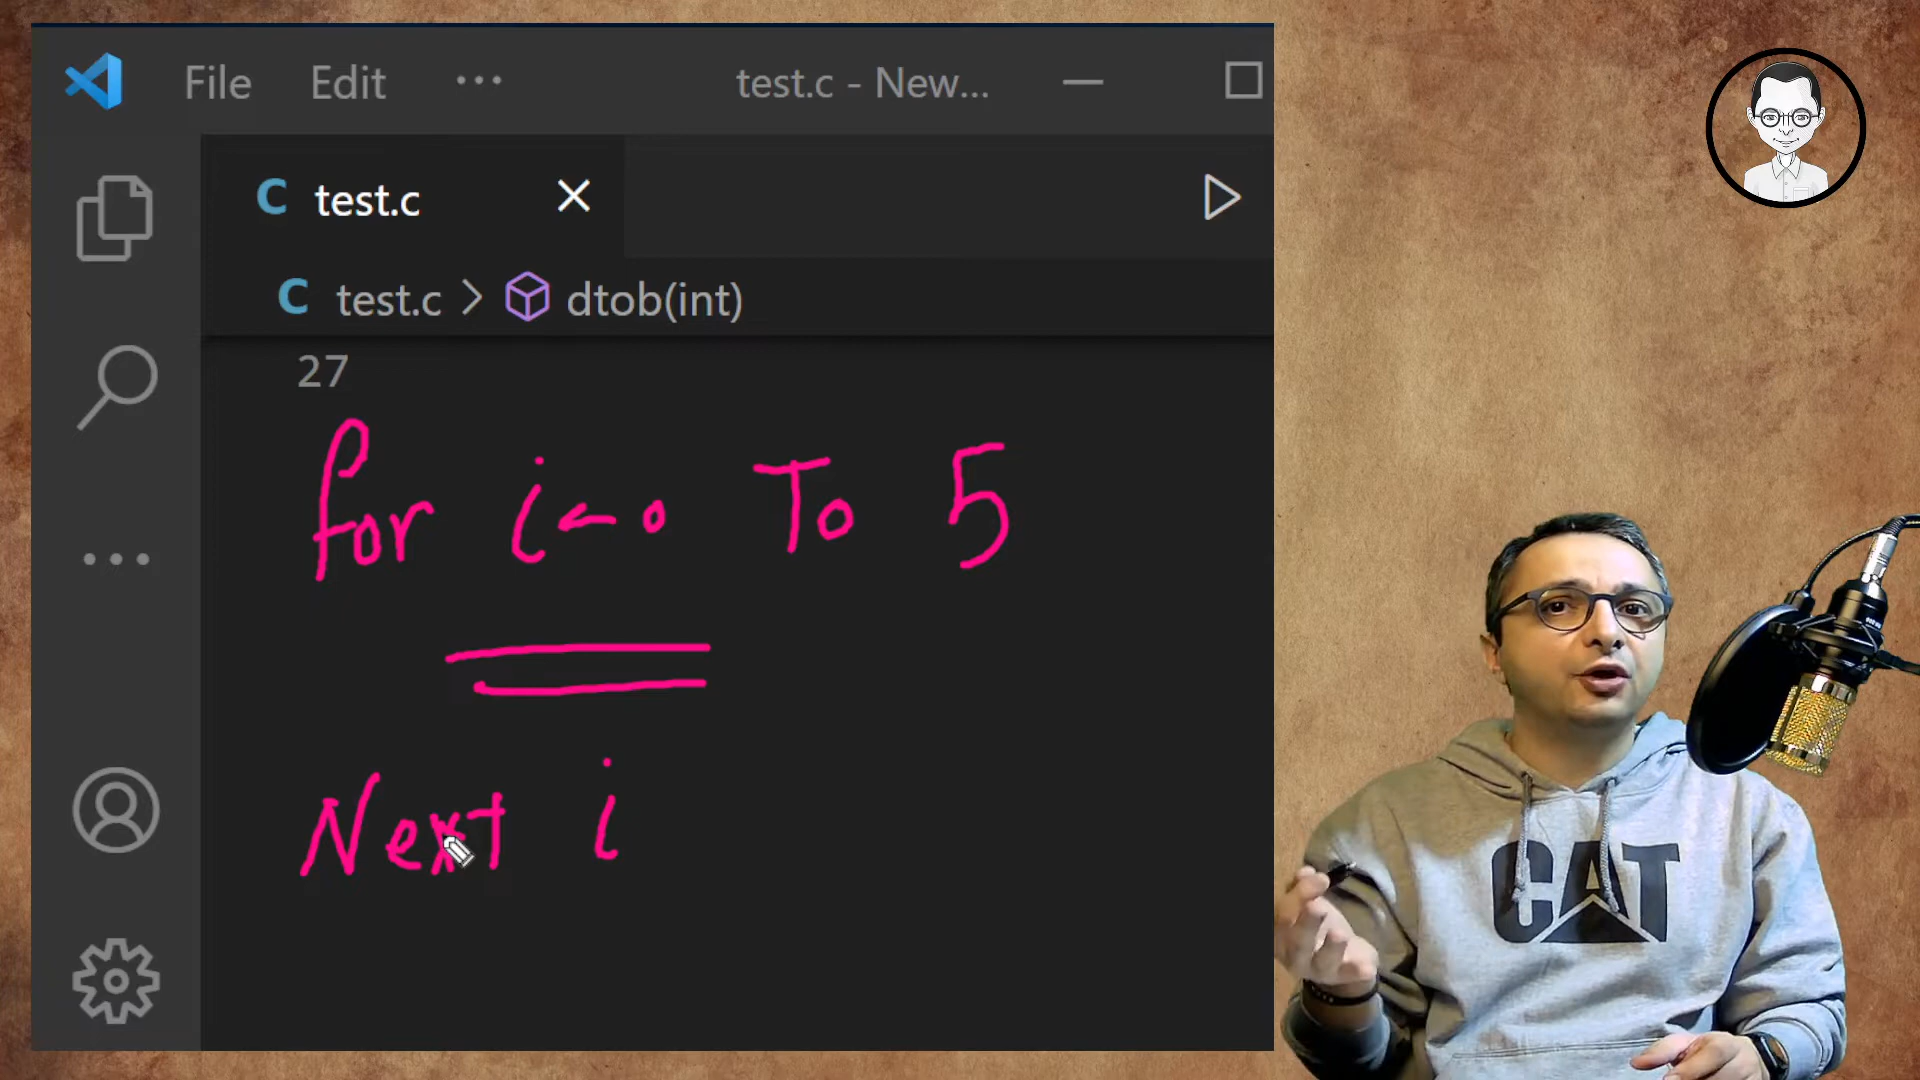 File Edit ... test.c - New...
C test.c
C test.c > dtob(int)
27
for i ← 0 To 5
Next i
CAT